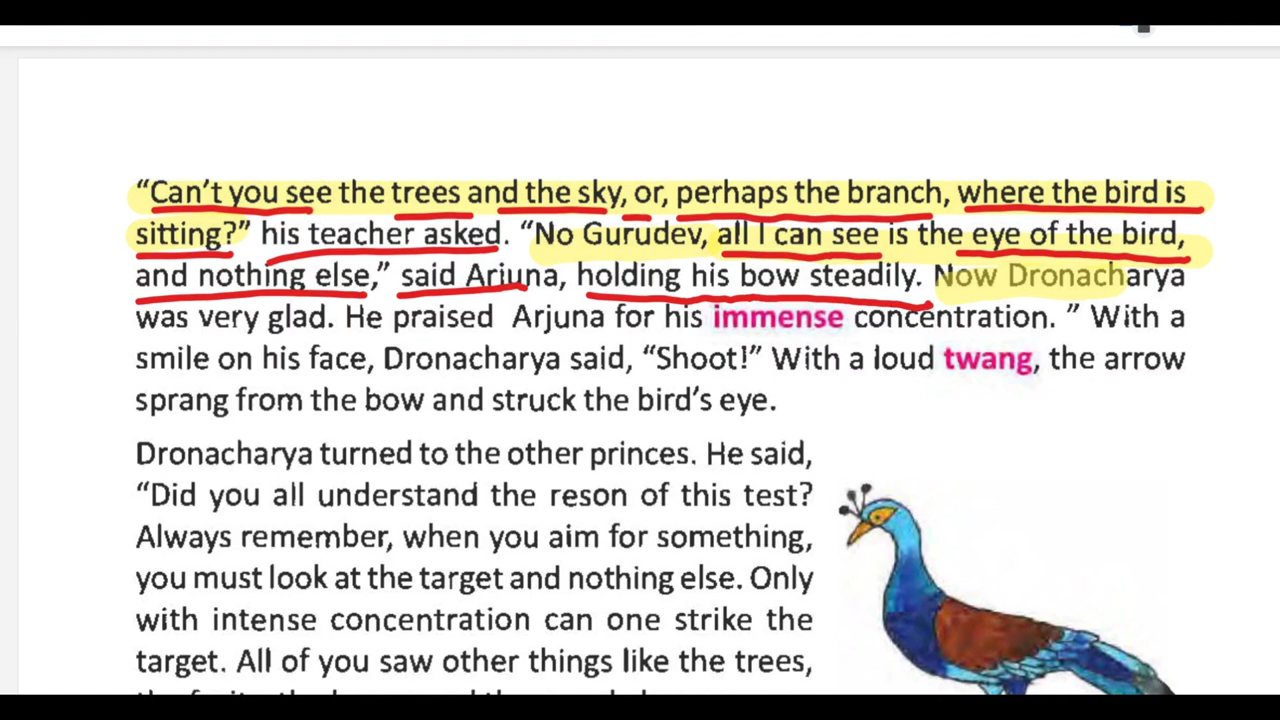 “Can’t you see the trees and the sky, or, perhaps the branch, where the bird is
sitting?” his teacher asked. “No Gurudev, all I can see is the eye of the bird,
and nothing else,” said Arjuna, holding his bow steadily. Now Dronacharya
was very glad. He praised Arjuna for his immense concentration. ” With a
smile on his face, Dronacharya said, “Shoot!” With a loud twang, the arrow
sprang from the bow and struck the bird’s eye.
Dronacharya turned to the other princes. He said,
“Did you all understand the reson of this test?
Always remember, when you aim for something,
you must look at the target and nothing else. Only
with intense concentration can one strike the
target. All of you saw other things like the trees,